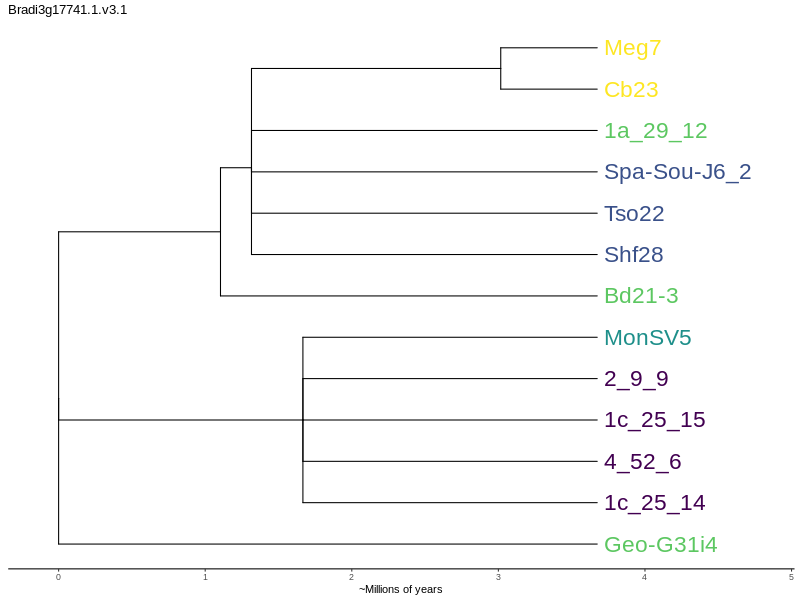 Bradi3g17741.1.v3.1
Meg7
Cb23
1a_29_12
Spa-Sou-J6_2
Tso22
Shf28
Bd21-3
MonSV5
2_9_9
1c_25_15
4_52_6
1c_25_14
Geo-G31i4
0 1 2 3 4 5
~Millions of years